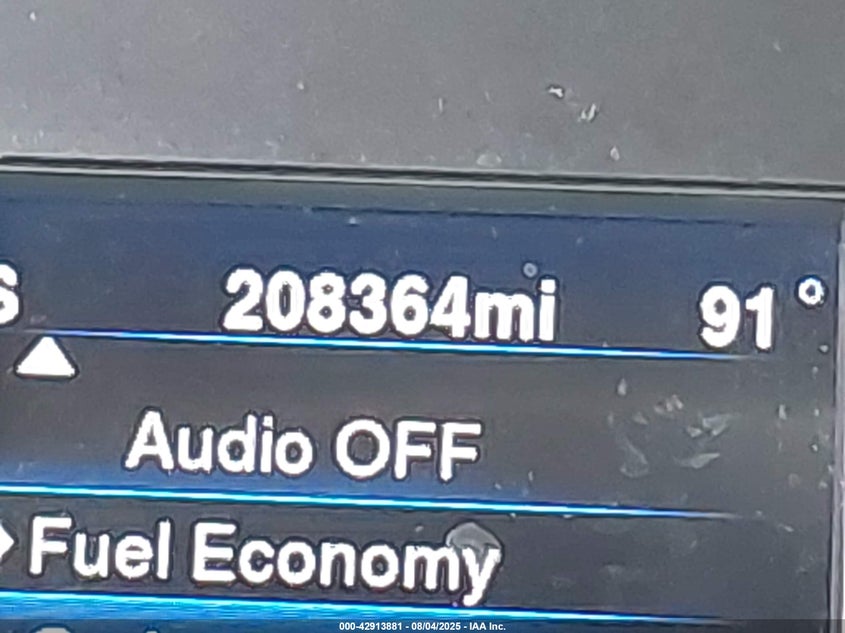 S 208364mi 91°
Audio OFF
Fuel Economy
000-42913881 - 08/04/2025 - IAA Inc.